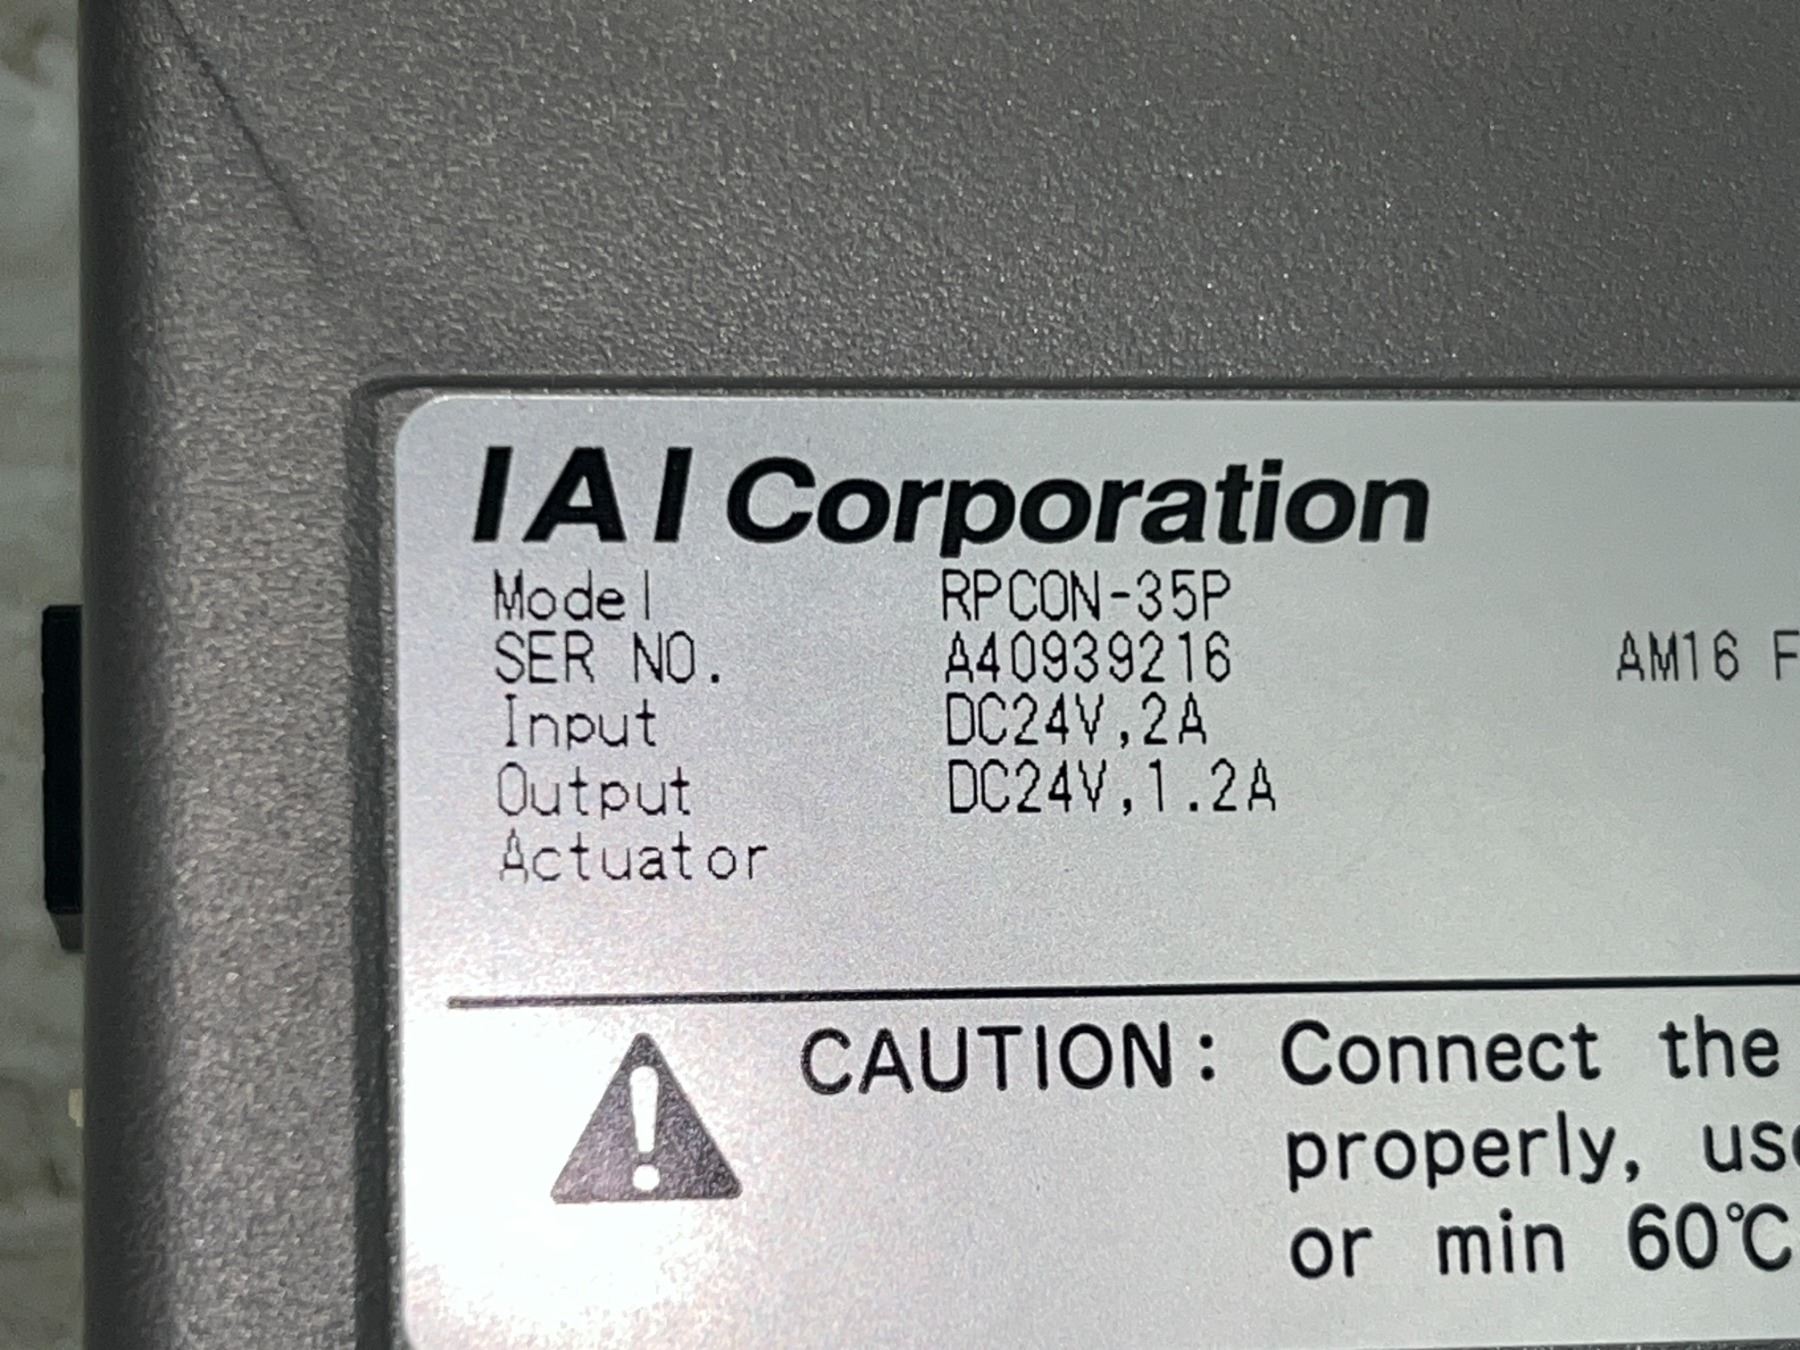 IAI Corporation
Model RPCON-35P
SER NO. A40939216 AM16 F
Input DC24V,2A
Output DC24V,1.2A
Actuator
CAUTION: Connect the
properly, use
or min 60℃